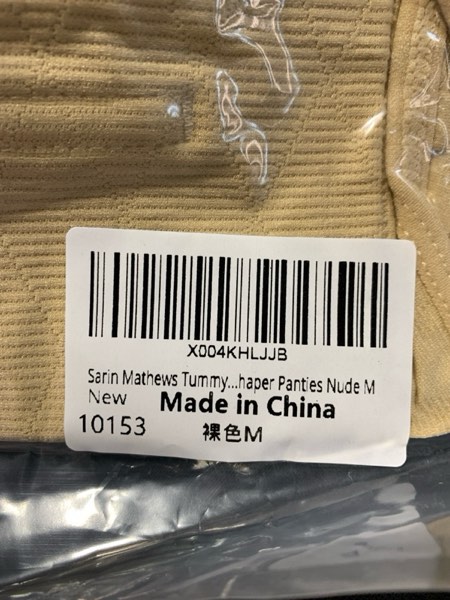 X004KHLJJB
Sarin Mathews Tummy...haper Panties Nude M
New Made in China
10153 裸色M